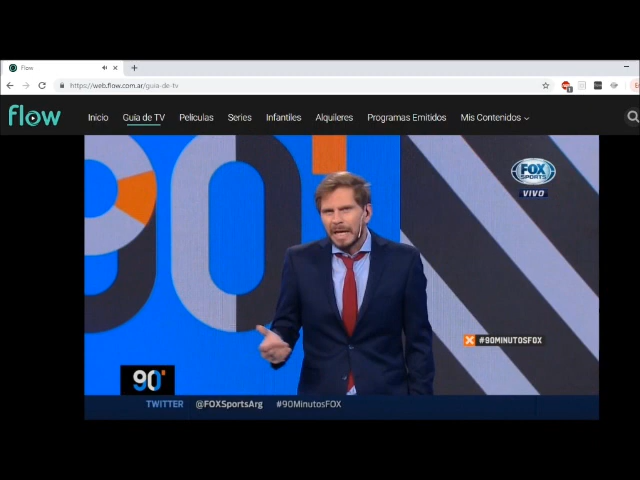 Flow
https://web.flow.com.ar/guia-de-tv
flow
Inicio Guía de TV Películas Series Infantiles Alquileres Programas Emitidos Mis Contenidos
90'
FOX
SPORTS
VIVO
#90MINUTOSFOX
90'
TWITTER @FOXSportsArg #90MinutosFOX